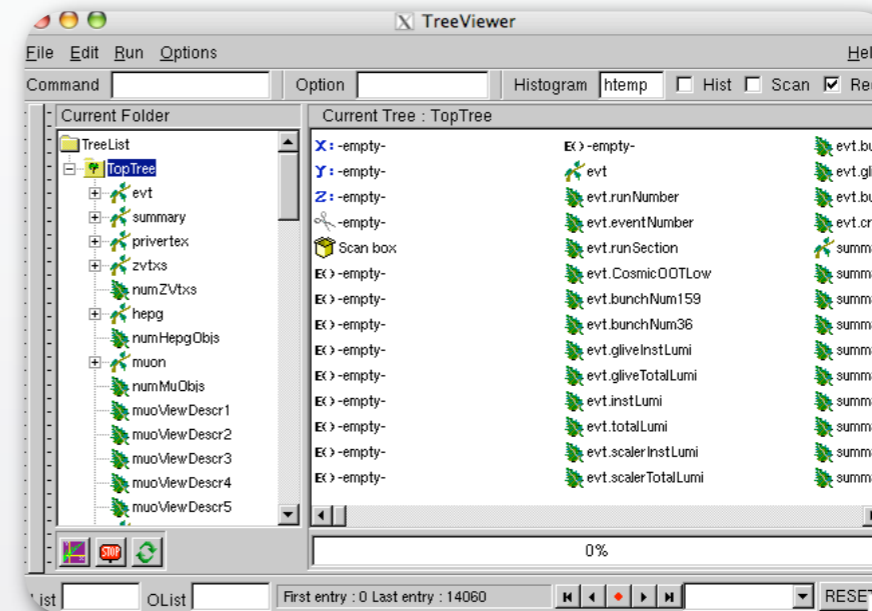 TreeViewer
File Edit Run Options
Command Option Histogram htemp Hist Scan
Current Folder
Current Tree : TopTree
TreeList
TopTree
evt
summary
privertex
zvtxs
numZVtxs
hepg
numHepgObjs
muon
numMuObjs
muoViewDescr1
muoViewDescr2
muoViewDescr3
muoViewDescr4
muoViewDescr5
X: -empty-
Y: -empty-
Z: -empty-
-empty-
Scan box
E() -empty-
E() -empty-
E() -empty-
E() -empty-
E() -empty-
E() -empty-
E() -empty-
E() -empty-
E() -empty-
E() -empty-
evt
evt.runNumber
evt.eventNumber
evt.runSection
evt.CosmicOOTLow
evt.bunchNum159
evt.bunchNum36
evt.gliveInstLumi
evt.gliveTotalLumi
evt.instLumi
evt.totalLumi
evt.scalerInstLumi
evt.scalerTotalLumi
STOP
0%
OList First entry : 0 Last entry : 14060